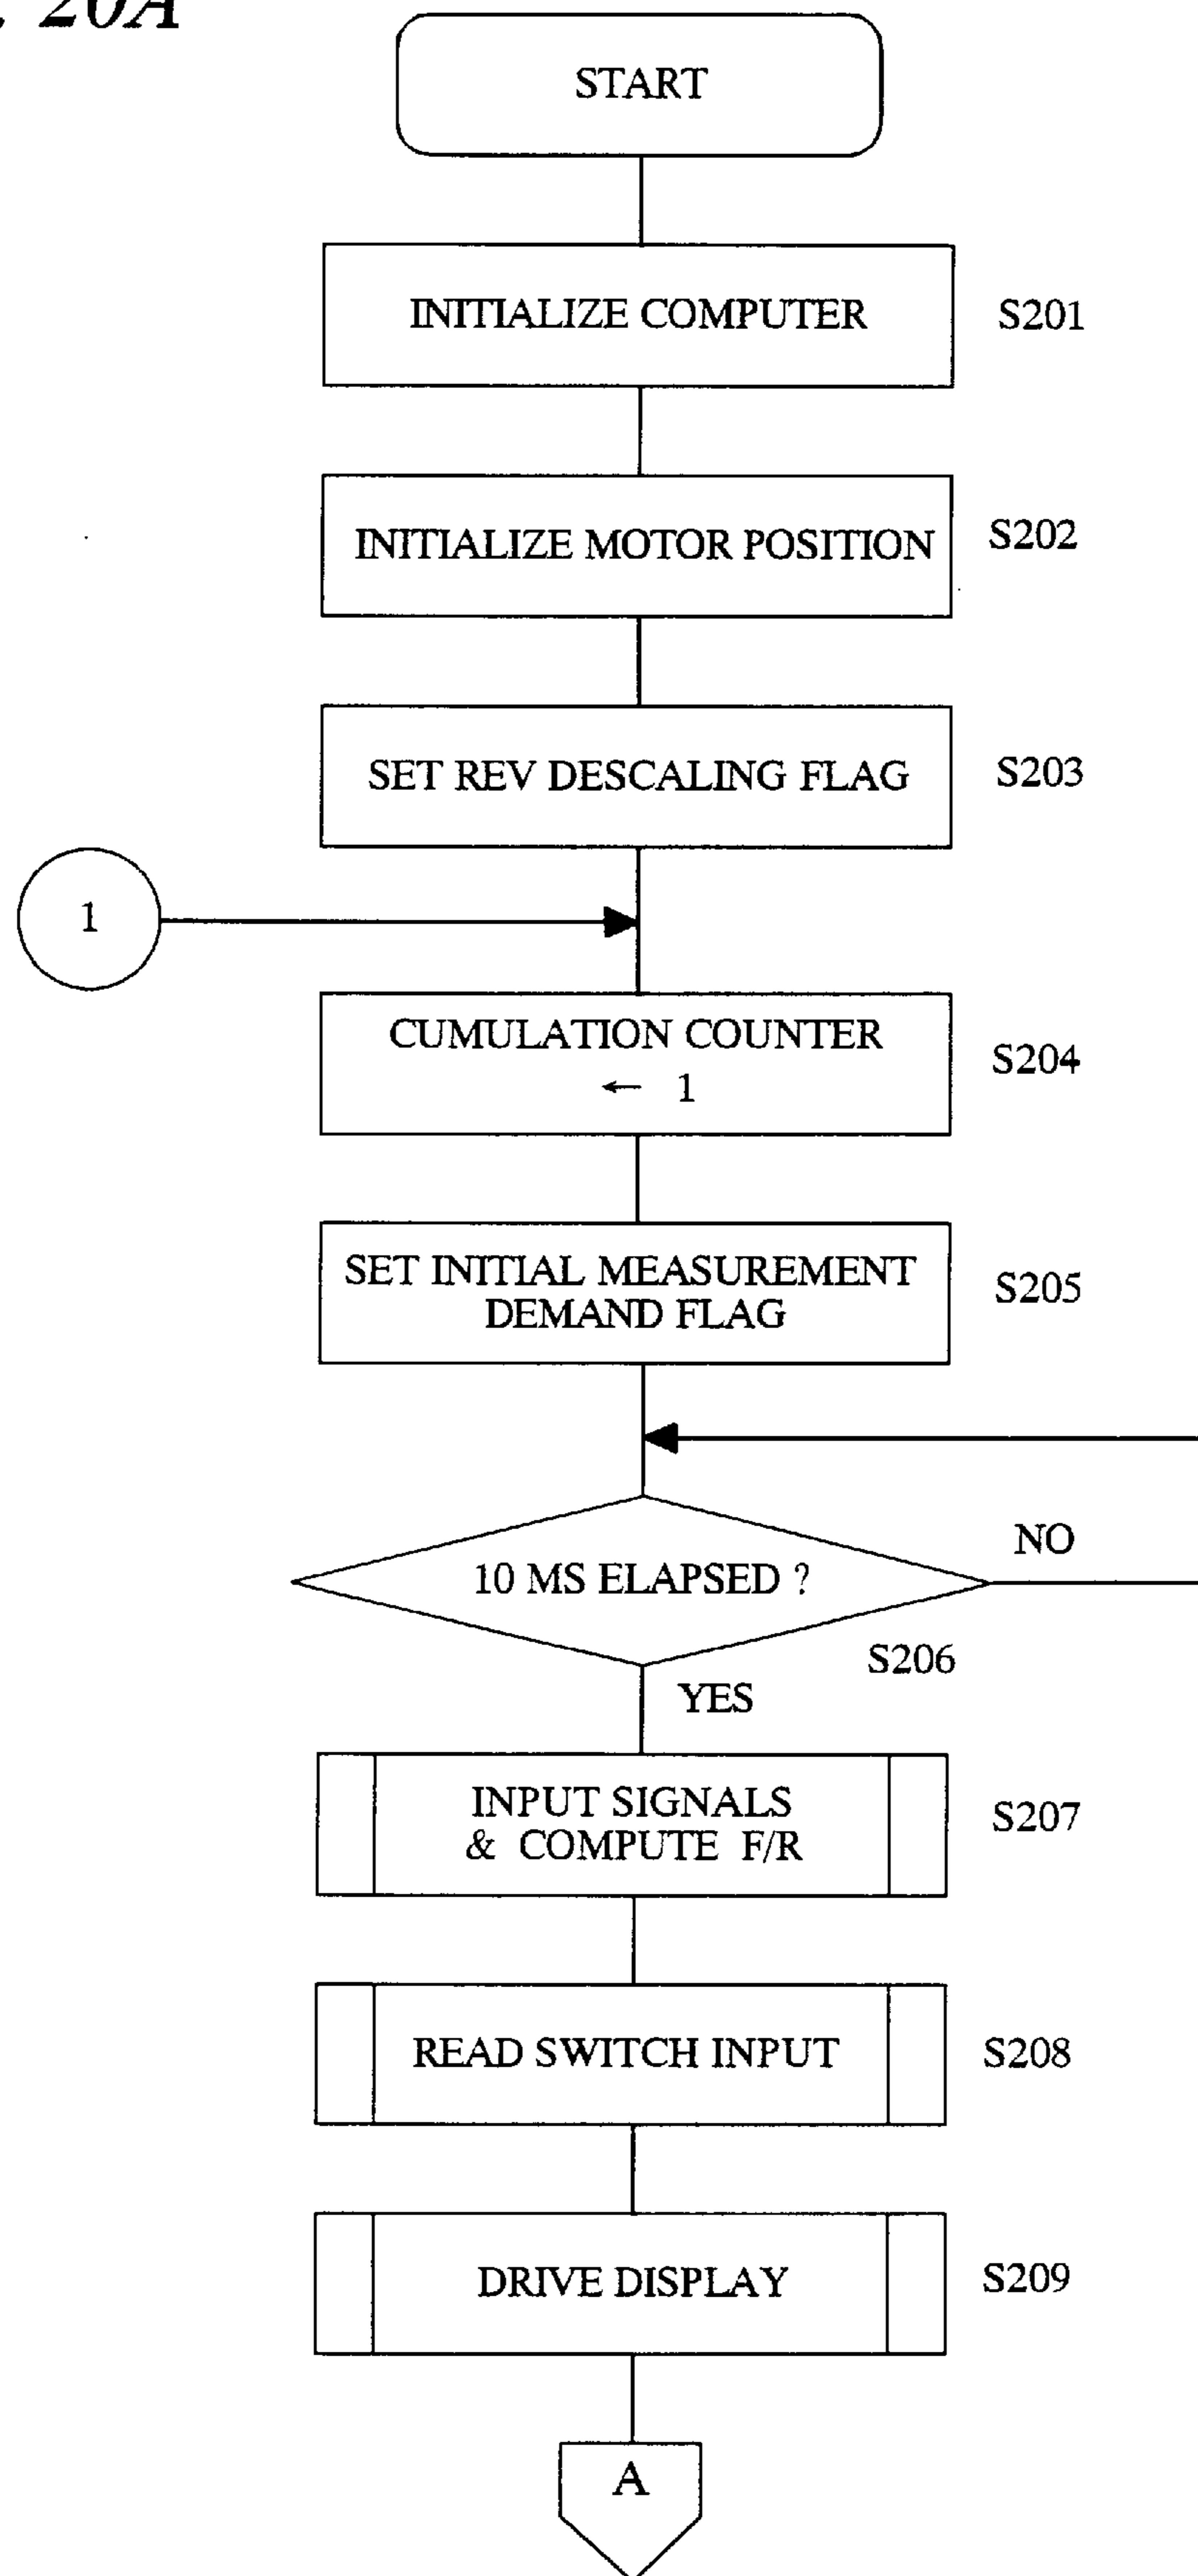 20A
START
INITIALIZE COMPUTER
S201
INITIALIZE MOTOR POSITION
S202
SET REV DESCALING FLAG
S203
1
CUMULATION COUNTER
← 1
S204
SET INITIAL MEASUREMENT
DEMAND FLAG
S205
10 MS ELAPSED ?
NO
S206
YES
INPUT SIGNALS
& COMPUTE F/R
S207
READ SWITCH INPUT
S208
DRIVE DISPLAY
S209
A